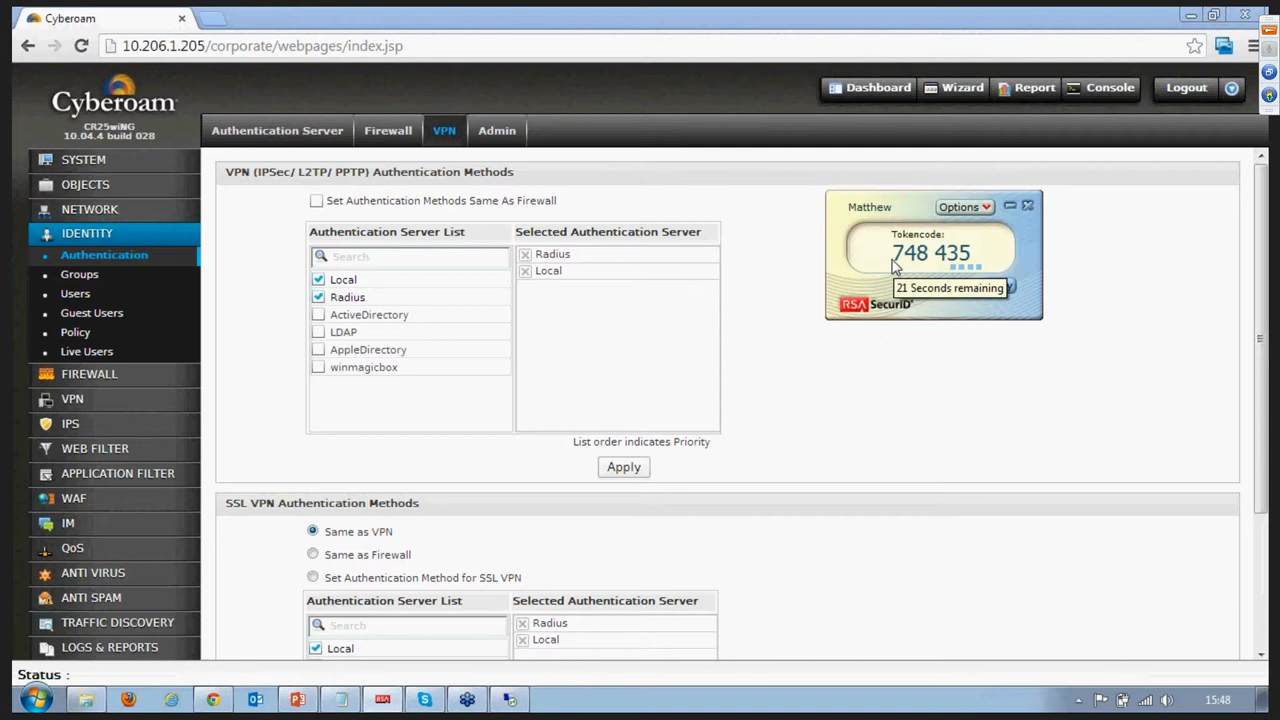 Cyberoam
10.206.1.205/corporate/webpages/index.jsp
Cyberoam
CR25wiNG
10.04.4 build 028
Dashboard Wizard Report Console Logout
Authentication Server Firewall VPN Admin
SYSTEM
OBJECTS
NETWORK
IDENTITY
Authentication
Groups
Users
Guest Users
Policy
Live Users
FIREWALL
VPN
IPS
WEB FILTER
APPLICATION FILTER
WAF
IM
QoS
ANTI VIRUS
ANTI SPAM
TRAFFIC DISCOVERY
LOGS & REPORTS
VPN (IPSec/ L2TP/ PPTP) Authentication Methods
Set Authentication Methods Same As Firewall
Authentication Server List Selected Authentication Server
Search
Local
Radius
ActiveDirectory
LDAP
AppleDirectory
winmagicbox
Radius
Local
List order indicates Priority
Apply
Matthew Options
Tokencode:
748 435
21 Seconds remaining
RSA SecurID
SSL VPN Authentication Methods
Same as VPN
Same as Firewall
Set Authentication Method for SSL VPN
Authentication Server List Selected Authentication Server
Search
Local
Radius
Local
Status :
RSA
15:48